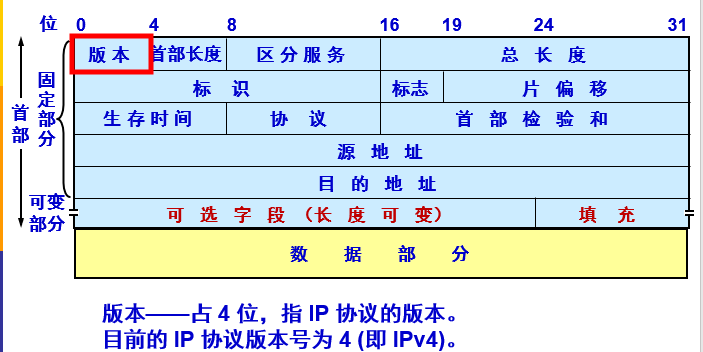 位 0 4 8 16 19 24 31
版本 首部长度 区分服务 总长度
标识 标志 片偏移
生存时间 协议 首部检验和
源地址
目的地址
可选字段（长度可变） 填充
数据部分
首部
固定部分
可变部分
版本——占 4 位，指 IP 协议的版本。
目前的 IP 协议版本号为 4 (即 IPv4)。